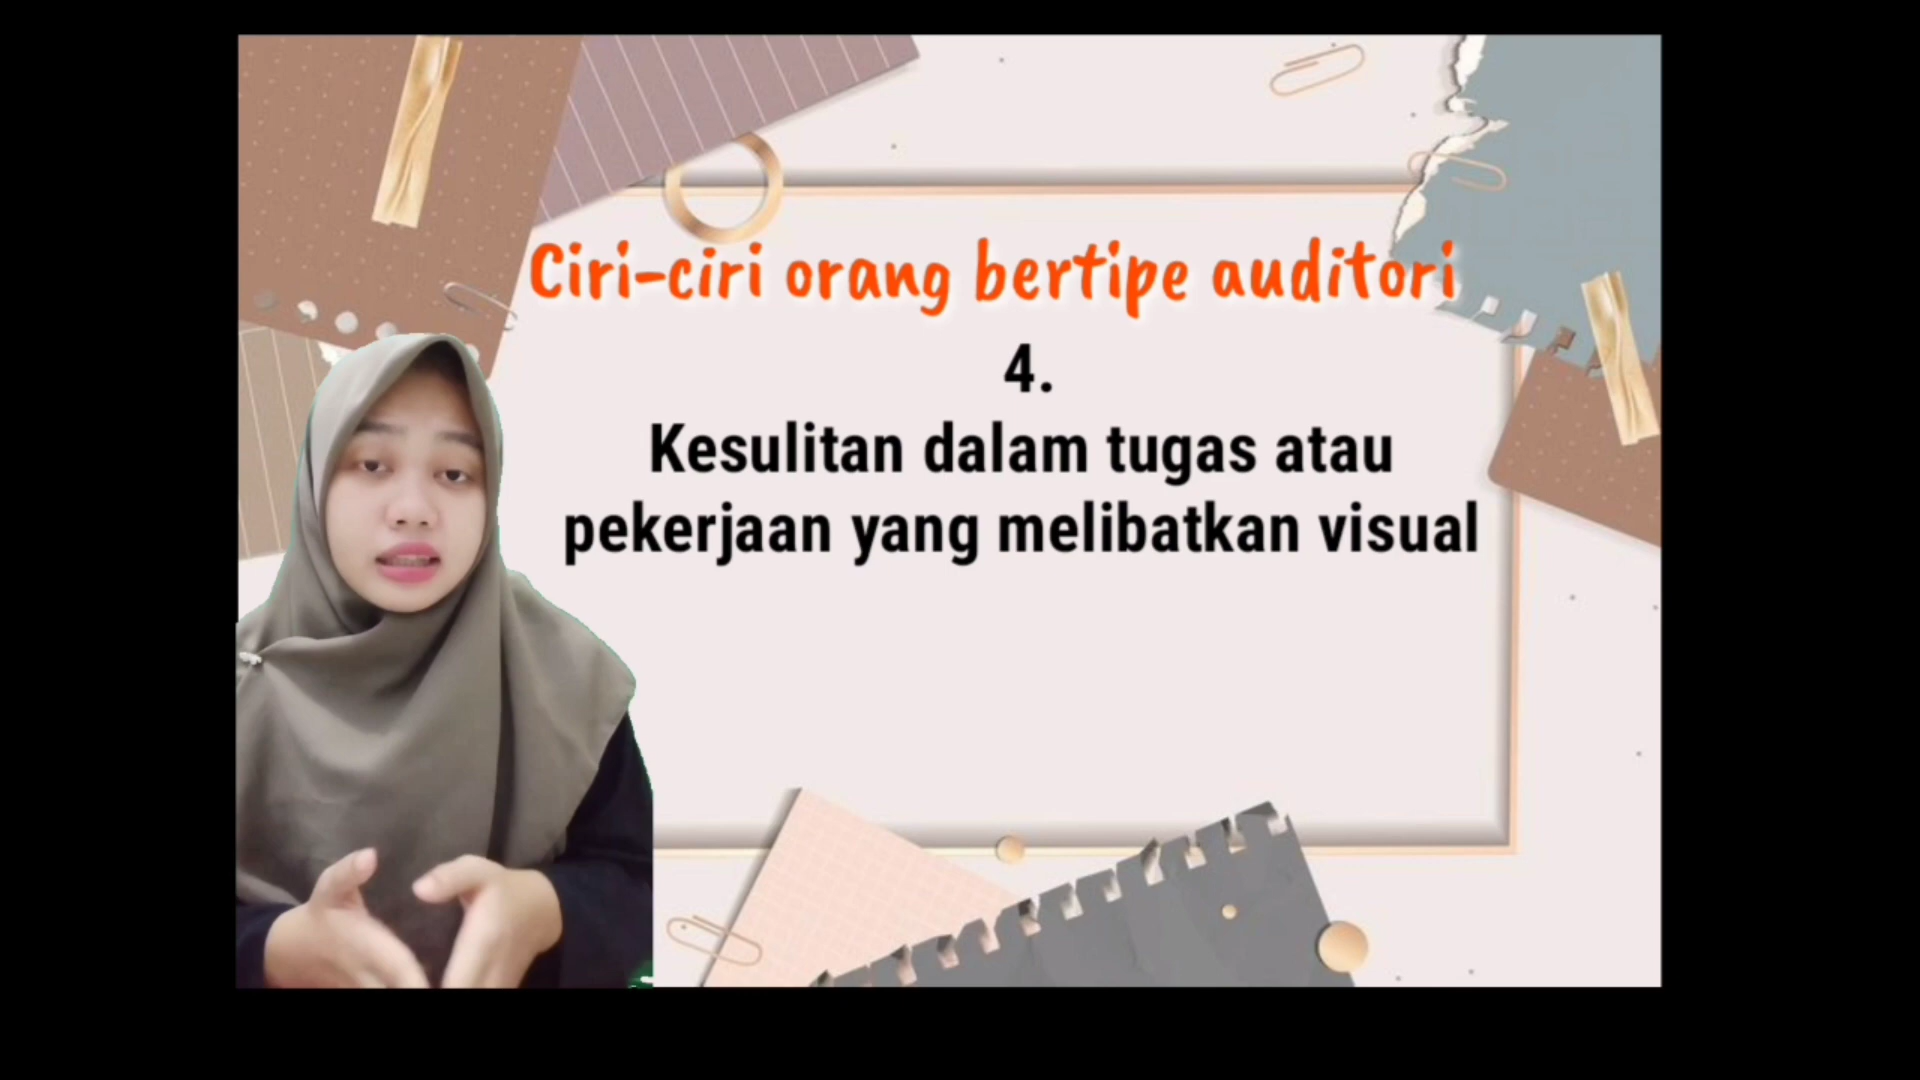 Ciri-ciri orang bertipe auditori
4.
Kesulitan dalam tugas atau
pekerjaan yang melibatkan visual